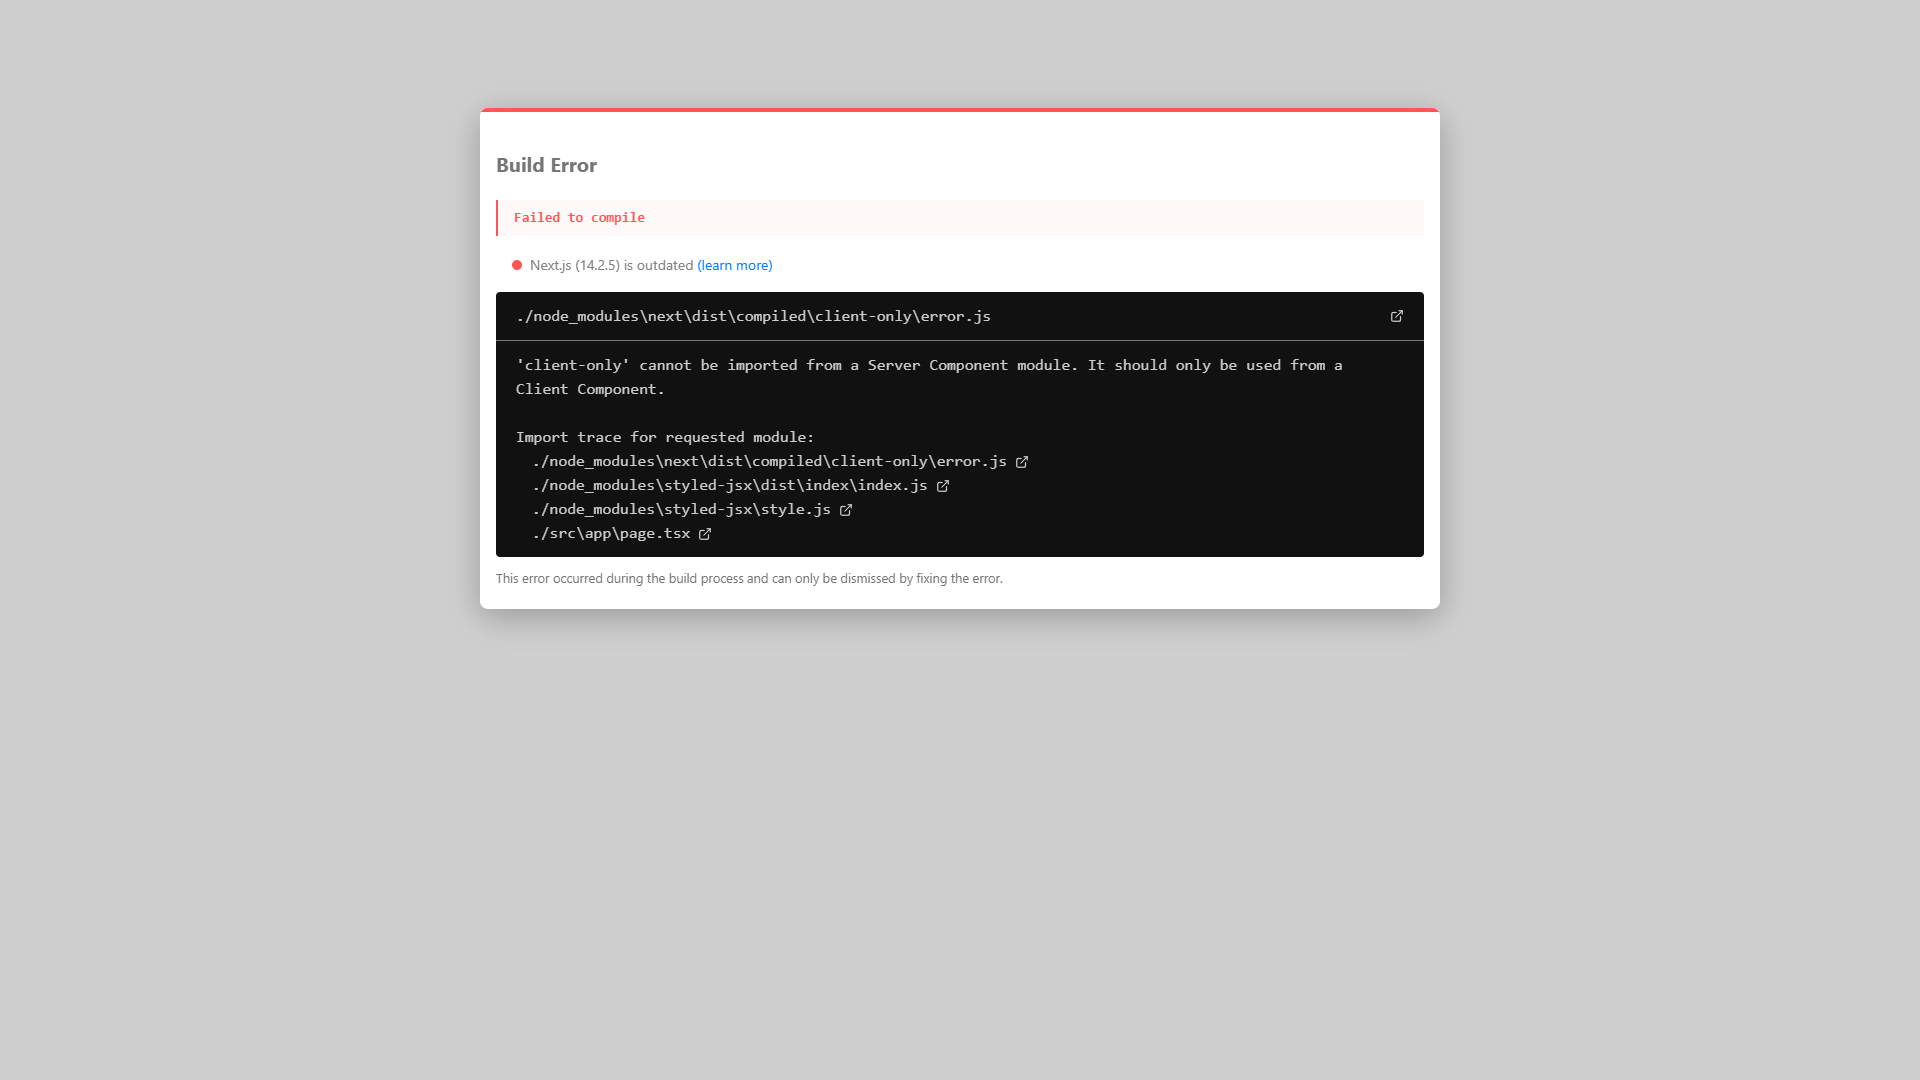 Build Error
Failed to compile
Next.js (14.2.5) is outdated (learn more)
./node_modules\next\dist\compiled\client-only\error.js
'client-only' cannot be imported from a Server Component module. It should only be used from a
Client Component.
Import trace for requested module:
./node_modules\next\dist\compiled\client-only\error.js
./node_modules\styled-jsx\dist\index\index.js
./node_modules\styled-jsx\style.js
./src\app\page.tsx
This error occurred during the build process and can only be dismissed by fixing the error.